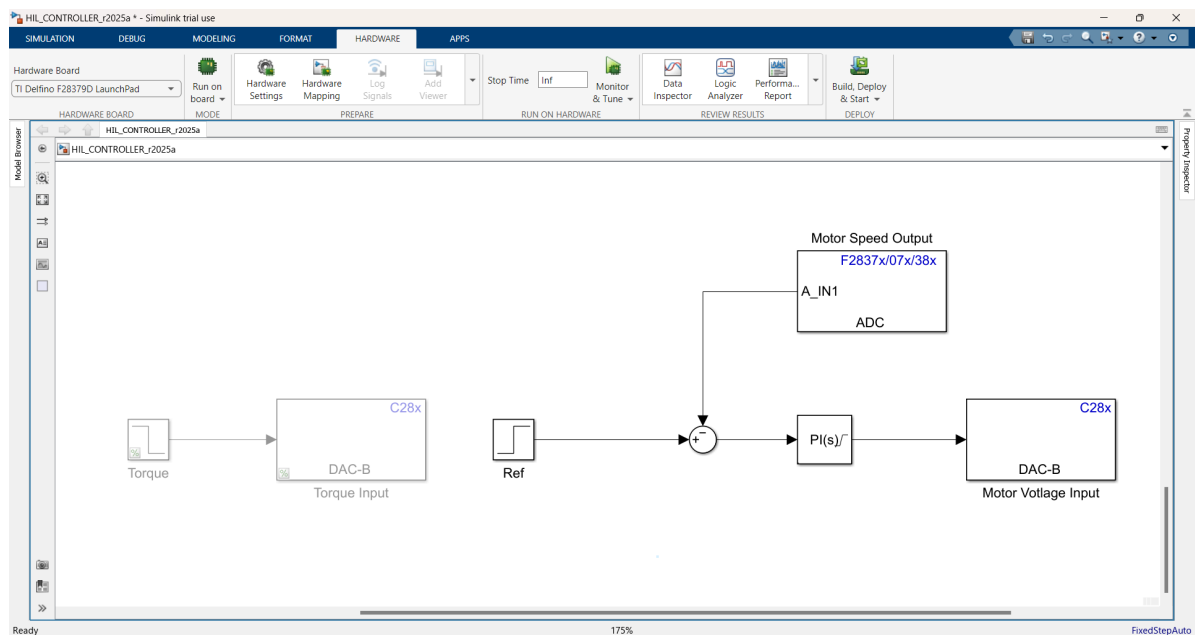 HIL_CONTROLLER_r2025a * - Simulink trial use
SIMULATION DEBUG MODELING FORMAT HARDWARE APPS
Hardware Board
TI Delfino F28379D LaunchPad
HARDWARE BOARD
Run on
board
MODE
Hardware
Settings
Hardware
Mapping
Log
Signals
Add
Viewer
PREPARE
Stop Time Inf
Monitor
& Tune
RUN ON HARDWARE
Data
Inspector
Logic
Analyzer
Performa...
Report
REVIEW RESULTS
Build, Deploy
& Start
DEPLOY
Model Browser
HIL_CONTROLLER_r2025a
HIL_CONTROLLER_r2025a
Property Inspector
Motor Speed Output
F2837x/07x/38x
A_IN1
ADC
Torque
C28x
DAC-B
Torque Input
Ref
PI(s)
C28x
DAC-B
Motor Votlage Input
Ready
175%
FixedStepAuto